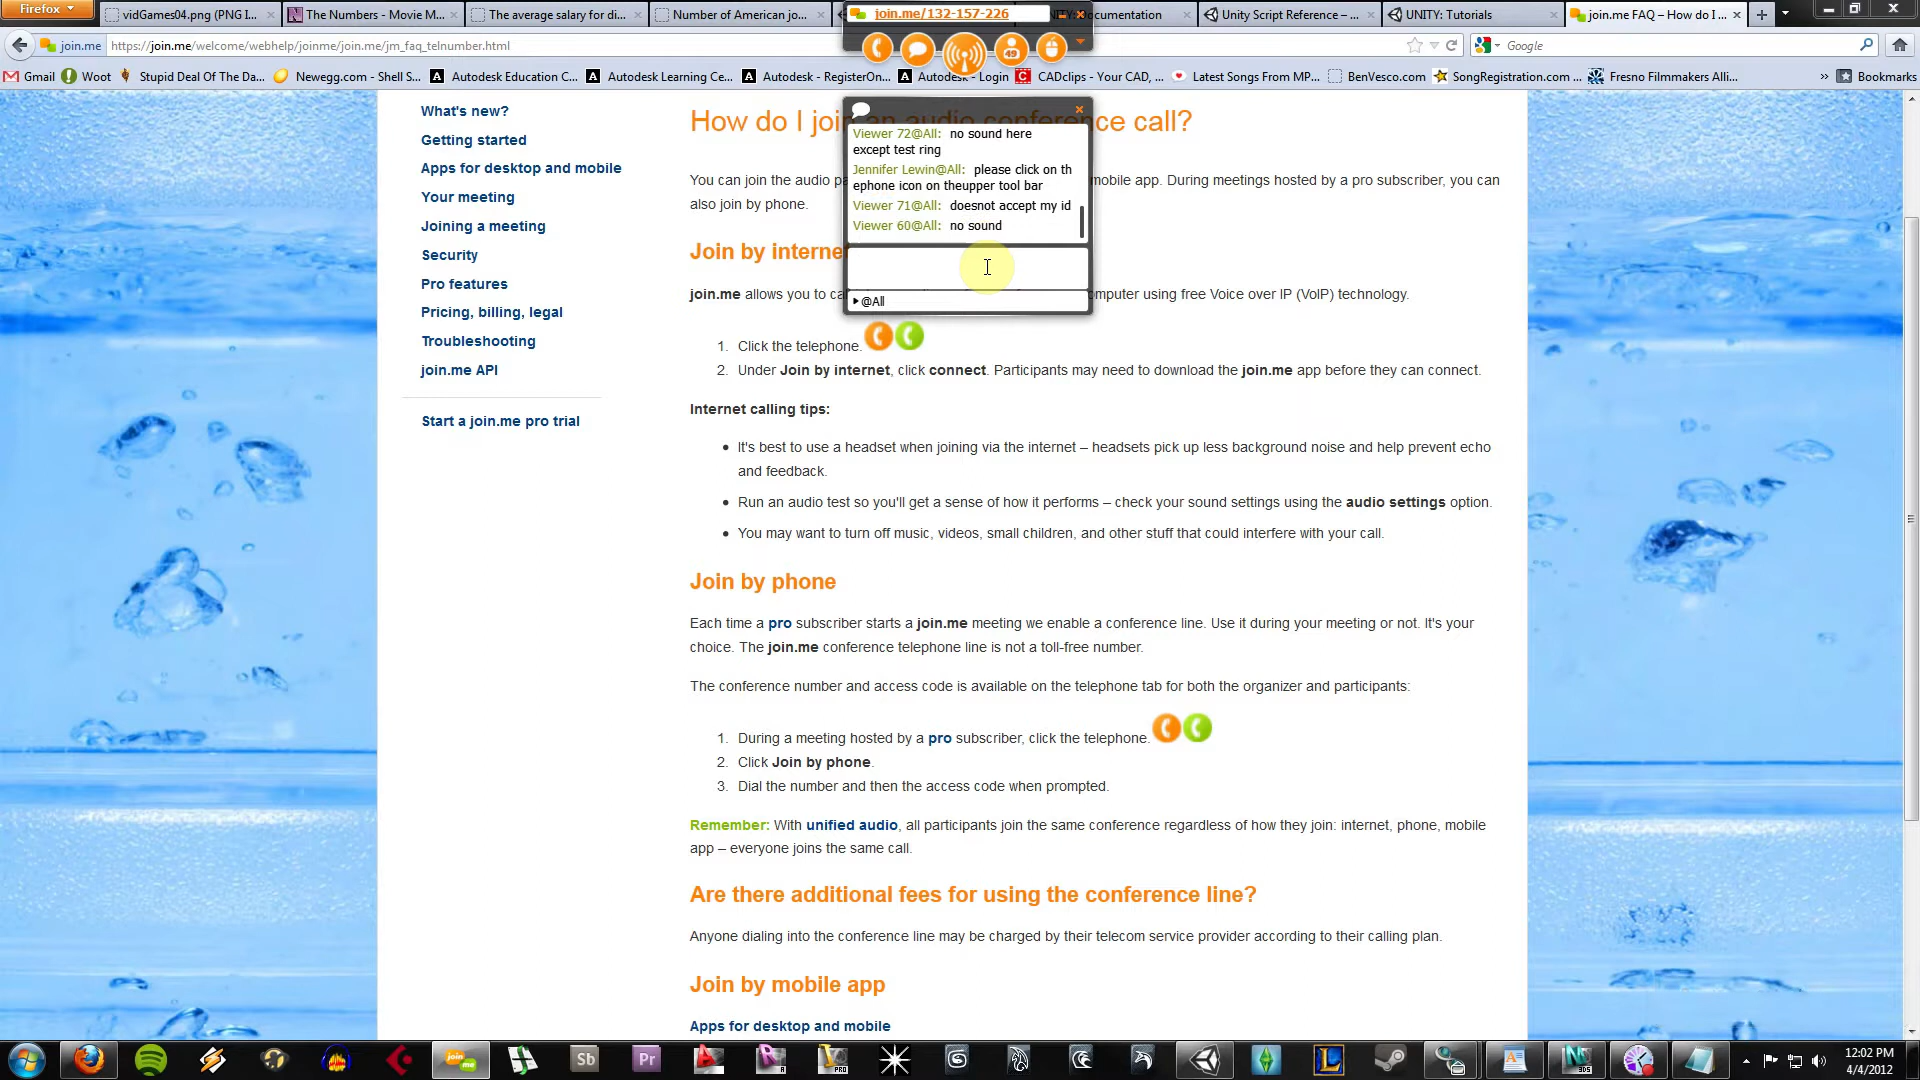 Firefox
vidGames04.png (PNG I...
The Numbers - Movie M...
The average salary for di...
Number of American jo...
join.me/132-157-226
ocumentation
Unity Script Reference – ...
UNITY: Tutorials
join.me FAQ – How do I ...
join.me
https://join.me/welcome/webhelp/joinme/join.me/jm_faq_telnumber.html
49
Google
Gmail
Woot
Stupid Deal Of The Da...
Newegg.com - Shell S...
Autodesk Education C...
Autodesk Learning Ce...
Autodesk - RegisterOn...
Autodesk - Login
CADclips - Your CAD, ...
Latest Songs From MP...
BenVesco.com
SongRegistration.com ...
Fresno Filmmakers Alli...
Bookmarks
What's new?
Getting started
Apps for desktop and mobile
Your meeting
Joining a meeting
Security
Pro features
Pricing, billing, legal
Troubleshooting
join.me API
Start a join.me pro trial
How do I join an audio conference call?
Viewer 72@All: no sound here
except test ring
Jennifer Lewin@All: please click on th
ephone icon on theupper tool bar
Viewer 71@All: doesnot accept my id
Viewer 60@All: no sound
@All
You can join the audio pa
mobile app. During meetings hosted by a pro subscriber, you can
also join by phone.
Join by interne
join.me allows you to ca
mputer using free Voice over IP (VoIP) technology.
1. Click the telephone.
2. Under Join by internet, click connect. Participants may need to download the join.me app before they can connect.
Internet calling tips:
• It's best to use a headset when joining via the internet – headsets pick up less background noise and help prevent echo
and feedback.
• Run an audio test so you'll get a sense of how it performs – check your sound settings using the audio settings option.
• You may want to turn off music, videos, small children, and other stuff that could interfere with your call.
Join by phone
Each time a pro subscriber starts a join.me meeting we enable a conference line. Use it during your meeting or not. It's your
choice. The join.me conference telephone line is not a toll-free number.
The conference number and access code is available on the telephone tab for both the organizer and participants:
1. During a meeting hosted by a pro subscriber, click the telephone.
2. Click Join by phone.
3. Dial the number and then the access code when prompted.
Remember: With unified audio, all participants join the same conference regardless of how they join: internet, phone, mobile
app – everyone joins the same call.
Are there additional fees for using the conference line?
Anyone dialing into the conference line may be charged by their telecom service provider according to their calling plan.
Join by mobile app
Apps for desktop and mobile
join me
Sb
Pr
PRO
L
12:02 PM
4/4/2012